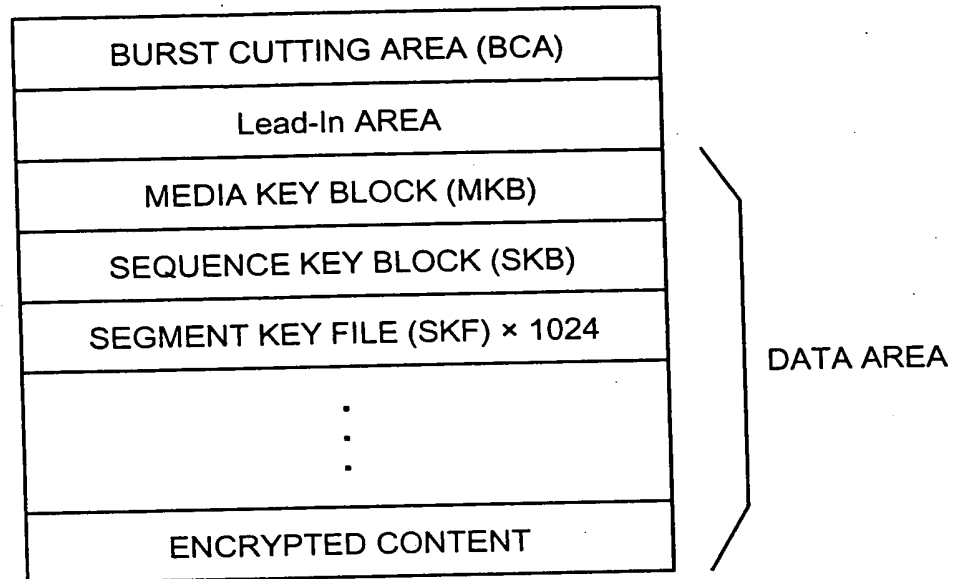 BURST CUTTING AREA (BCA)
Lead-In AREA
MEDIA KEY BLOCK (MKB)
SEQUENCE KEY BLOCK (SKB)
SEGMENT KEY FILE (SKF) × 1024
DATA AREA
ENCRYPTED CONTENT